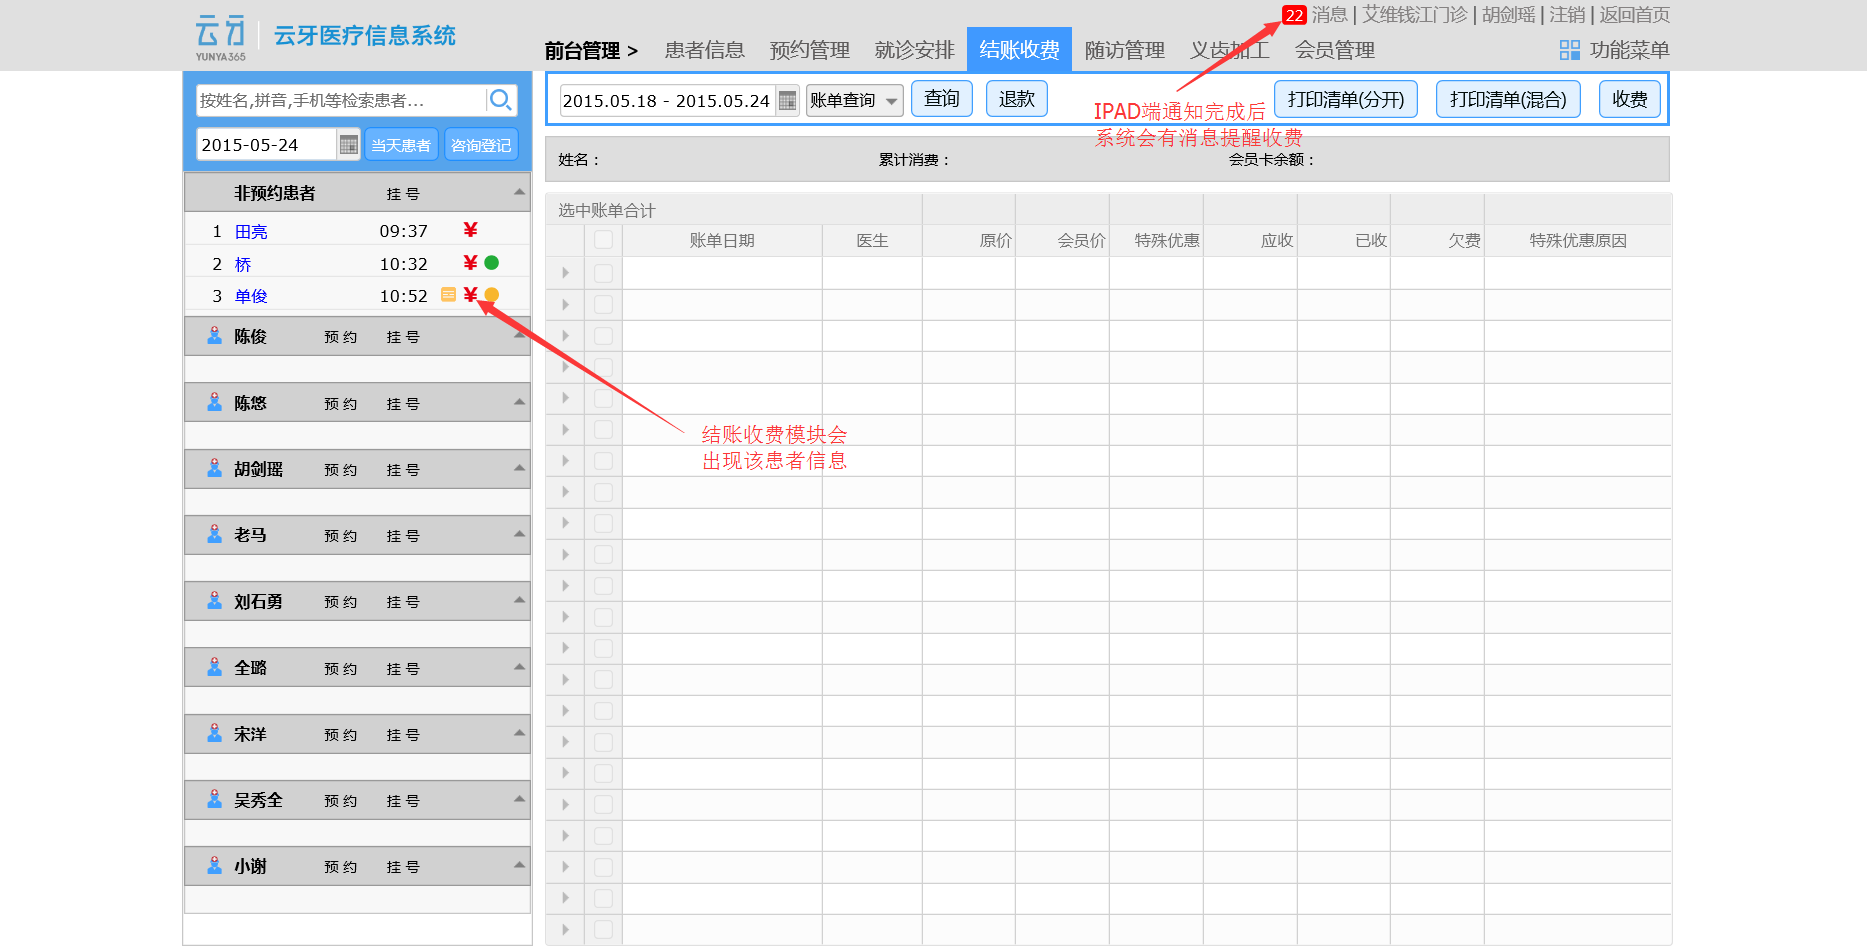 22 消息 | 艾维钱江门诊 | 胡剑瑶 | 注销 | 返回首页
云牙
YUNYA365
云牙医疗信息系统
前台管理 > 患者信息 预约管理 就诊安排 结账收费 随访管理 义齿加工 会员管理 功能菜单
按姓名,拼音,手机等检索患者...
2015-05-24 当天患者 咨询登记
2015.05.18 - 2015.05.24 账单查询 查询 退款 打印清单(分开) 打印清单(混合) 收费
IPAD端通知完成后
系统会有消息提醒收费
姓名： 累计消费： 会员卡余额：
非预约患者 挂号
1 田亮 09:37 ¥
2 桥 10:32 ¥
3 单俊 10:52 ¥
陈俊 预约 挂号
陈悠 预约 挂号
胡剑瑶 预约 挂号
老马 预约 挂号
刘石勇 预约 挂号
全璐 预约 挂号
宋洋 预约 挂号
吴秀全 预约 挂号
小谢 预约 挂号
选中账单合计
账单日期 医生 原价 会员价 特殊优惠 应收 已收 欠费 特殊优惠原因
结账收费模块会
出现该患者信息